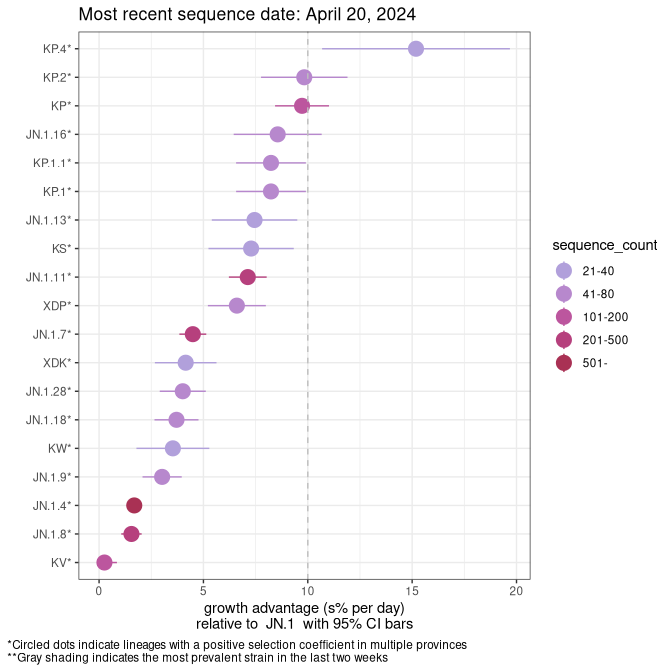 Most recent sequence date: April 20, 2024
KP.4*
KP.2*
KP*
JN.1.16*
KP.1.1*
KP.1*
JN.1.13*
KS*
JN.1.11*
XDP*
JN.1.7*
XDK*
JN.1.28*
JN.1.18*
KW*
JN.1.9*
JN.1.4*
JN.1.8*
KV*
0 5 10 15 20
growth advantage (s% per day)
relative to JN.1 with 95% CI bars
sequence_count
21-40
41-80
101-200
201-500
501-
*Circled dots indicate lineages with a positive selection coefficient in multiple provinces
**Gray shading indicates the most prevalent strain in the last two weeks